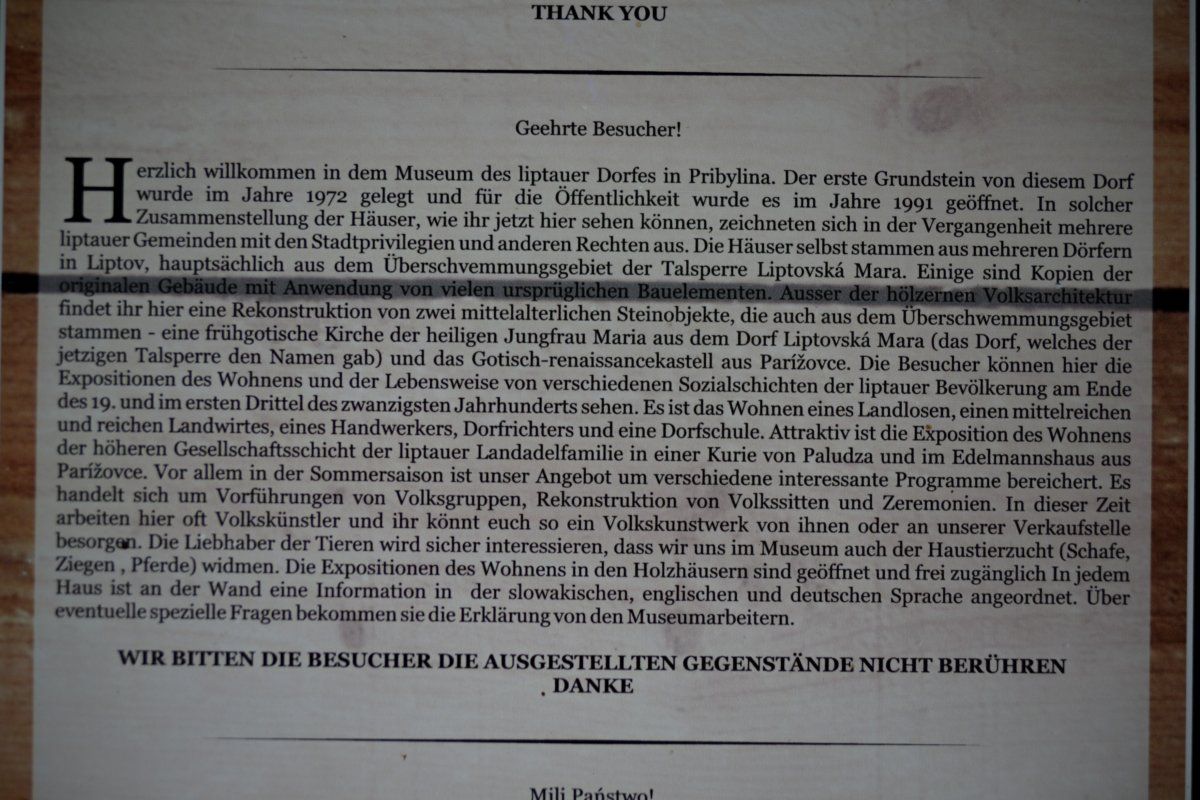 THANK YOU
Geehrte Besucher!
Herzlich willkommen in dem Museum des liptauer Dorfes in Pribylina. Der erste Grundstein von diesem Dorf
wurde im Jahre 1972 gelegt und für die Öffentlichkeit wurde es im Jahre 1991 geöffnet. In solcher
Zusammenstellung der Häuser, wie ihr jetzt hier sehen können, zeichneten sich in der Vergangenheit mehrere
liptauer Gemeinden mit den Stadtprivilegien und anderen Rechten aus. Die Häuser selbst stammen aus mehreren Dörfern
in Liptov, hauptsächlich aus dem Überschvemmungsgebiet der Talsperre Liptovská Mara. Einige sind Kopien der
originalen Gebäude mit Anwendung von vielen ursprüglichen Bauelementen. Ausser der hölzernen Volksarchitektur
findet ihr hier eine Rekonstruktion von zwei mittelalterlichen Steinobjekte, die auch aus dem Überschwemmungsgebiet
stammen - eine frühgotische Kirche der heiligen Jungfrau Maria aus dem Dorf Liptovská Mara (das Dorf, welches der
jetzigen Talsperre den Namen gab) und das Gotisch-renaissancekastell aus Parížovce. Die Besucher können hier die
Expositionen des Wohnens und der Lebensweise von verschiedenen Sozialschichten der liptauer Bevölkerung am Ende
des 19. und im ersten Drittel des zwanzigsten Jahrhunderts sehen. Es ist das Wohnen eines Landlosen, einen mittelreichen
und reichen Landwirtes, eines Handwerkers, Dorfrichters und eine Dorfschule. Attraktiv ist die Exposition des Wohnens
der höheren Gesellschaftsschicht der liptauer Landadelfamilie in einer Kurie von Paludza und im Edelmannshaus aus
Parížovce. Vor allem in der Sommersaison ist unser Angebot um verschiedene interessante Programme bereichert. Es
handelt sich um Vorführungen von Volksgruppen, Rekonstruktion von Volkssitten und Zeremonien. In dieser Zeit
arbeiten hier oft Volkskünstler und ihr könnt euch so ein Volkskunstwerk von ihnen oder an unserer Verkaufstelle
besorgen. Die Liebhaber der Tieren wird sicher interessieren, dass wir uns im Museum auch der Haustierzucht (Schafe,
Ziegen , Pferde) widmen. Die Expositionen des Wohnens in den Holzhäusern sind geöffnet und frei zugänglich In jedem
Haus ist an der Wand eine Information in der slowakischen, englischen und deutschen Sprache angeordnet. Über
eventuelle spezielle Fragen bekommen sie die Erklärung von den Museumarbeitern.
WIR BITTEN DIE BESUCHER DIE AUSGESTELLTEN GEGENSTÄNDE NICHT BERÜHREN
DANKE
Mili Państwo!